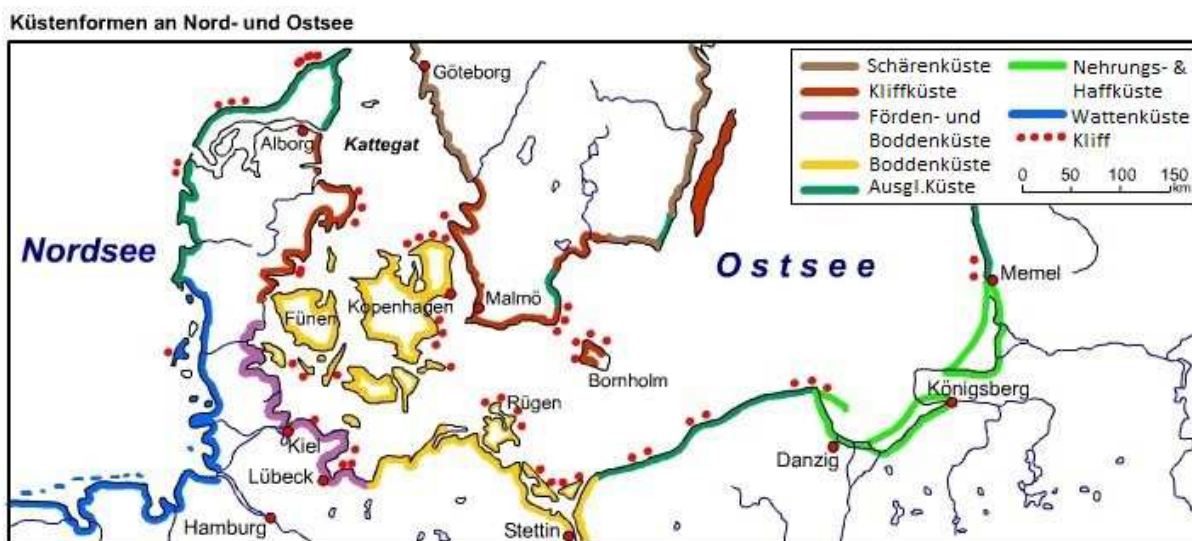 Küstenformen an Nord- und Ostsee
Schärenküste
Kliffküste
Förden- und
Boddenküste
Boddenküste
Ausgl.Küste
Nehrungs- &
Haffküste
Wattenküste
Kliff
0 50 100 150
km
Göteborg
Alborg
Kattegat
Nordsee
Ostsee
Memel
Kopenhagen
Malmö
Fünen
Bornholm
Königsberg
Rügen
Kiel
Danzig
Lübeck
Hamburg
Stettin